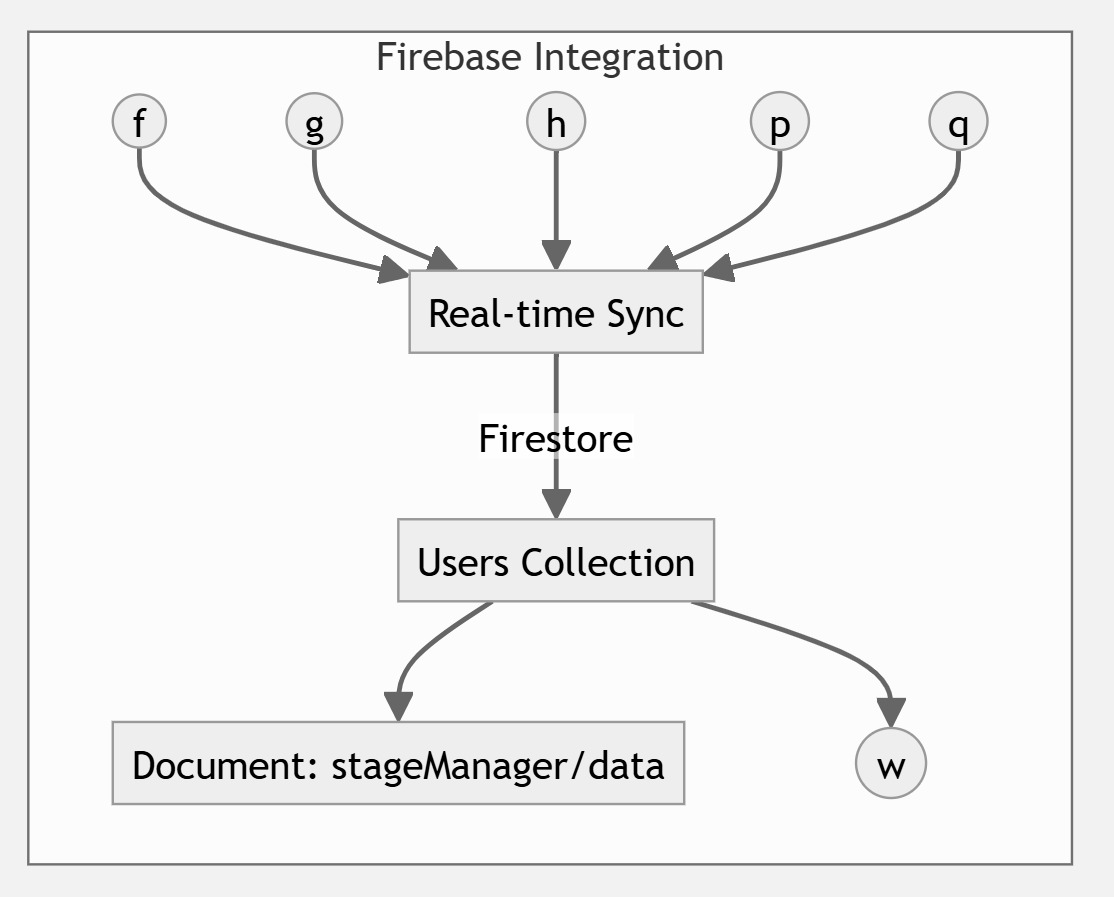 Firebase Integration
f
g
h
p
q
Real-time Sync
Firestore
Users Collection
Document: stageManager/data
w